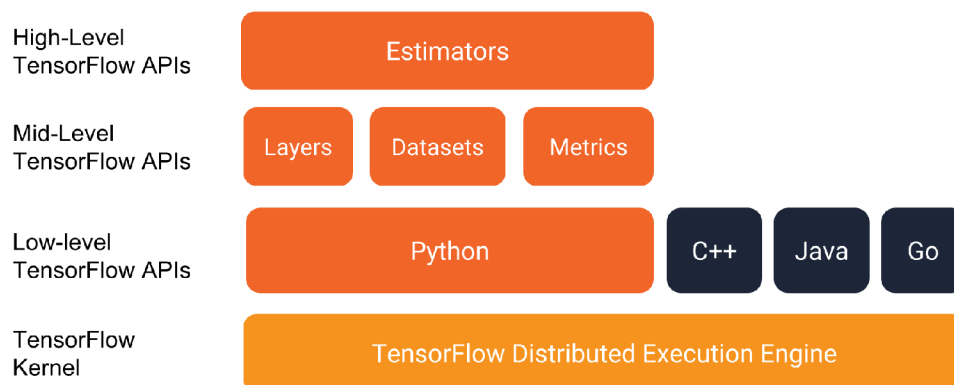 High-Level
TensorFlow APIs
Estimators
Mid-Level
TensorFlow APIs
Layers
Datasets
Metrics
Low-level
TensorFlow APIs
Python
C++
Java
Go
TensorFlow
Kernel
TensorFlow Distributed Execution Engine